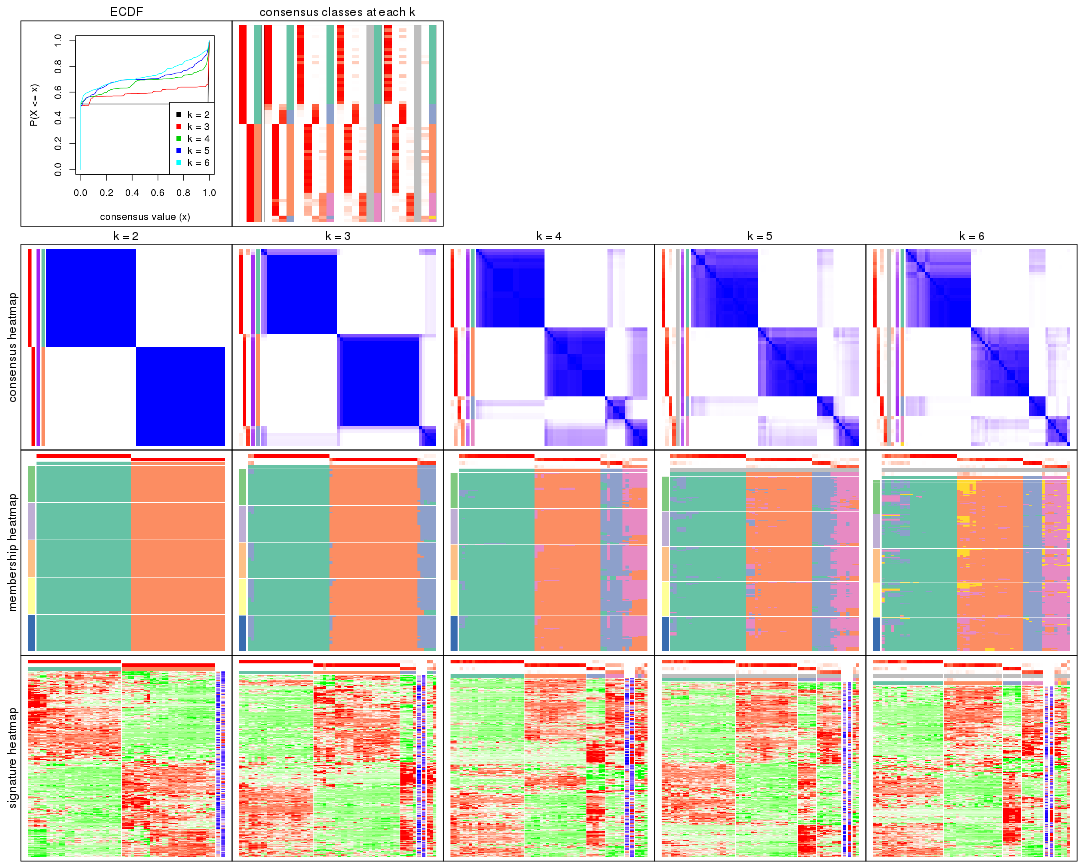 ECDF
consensus classes at each k
P(X <= x)
0.0 0.2 0.4 0.6 0.8 1.0
k = 2
k = 3
k = 4
k = 5
k = 6
0.0 0.2 0.4 0.6 0.8 1.0
consensus value (x)
k = 2
k = 3
k = 4
k = 5
k = 6
consensus heatmap
membership heatmap
signature heatmap